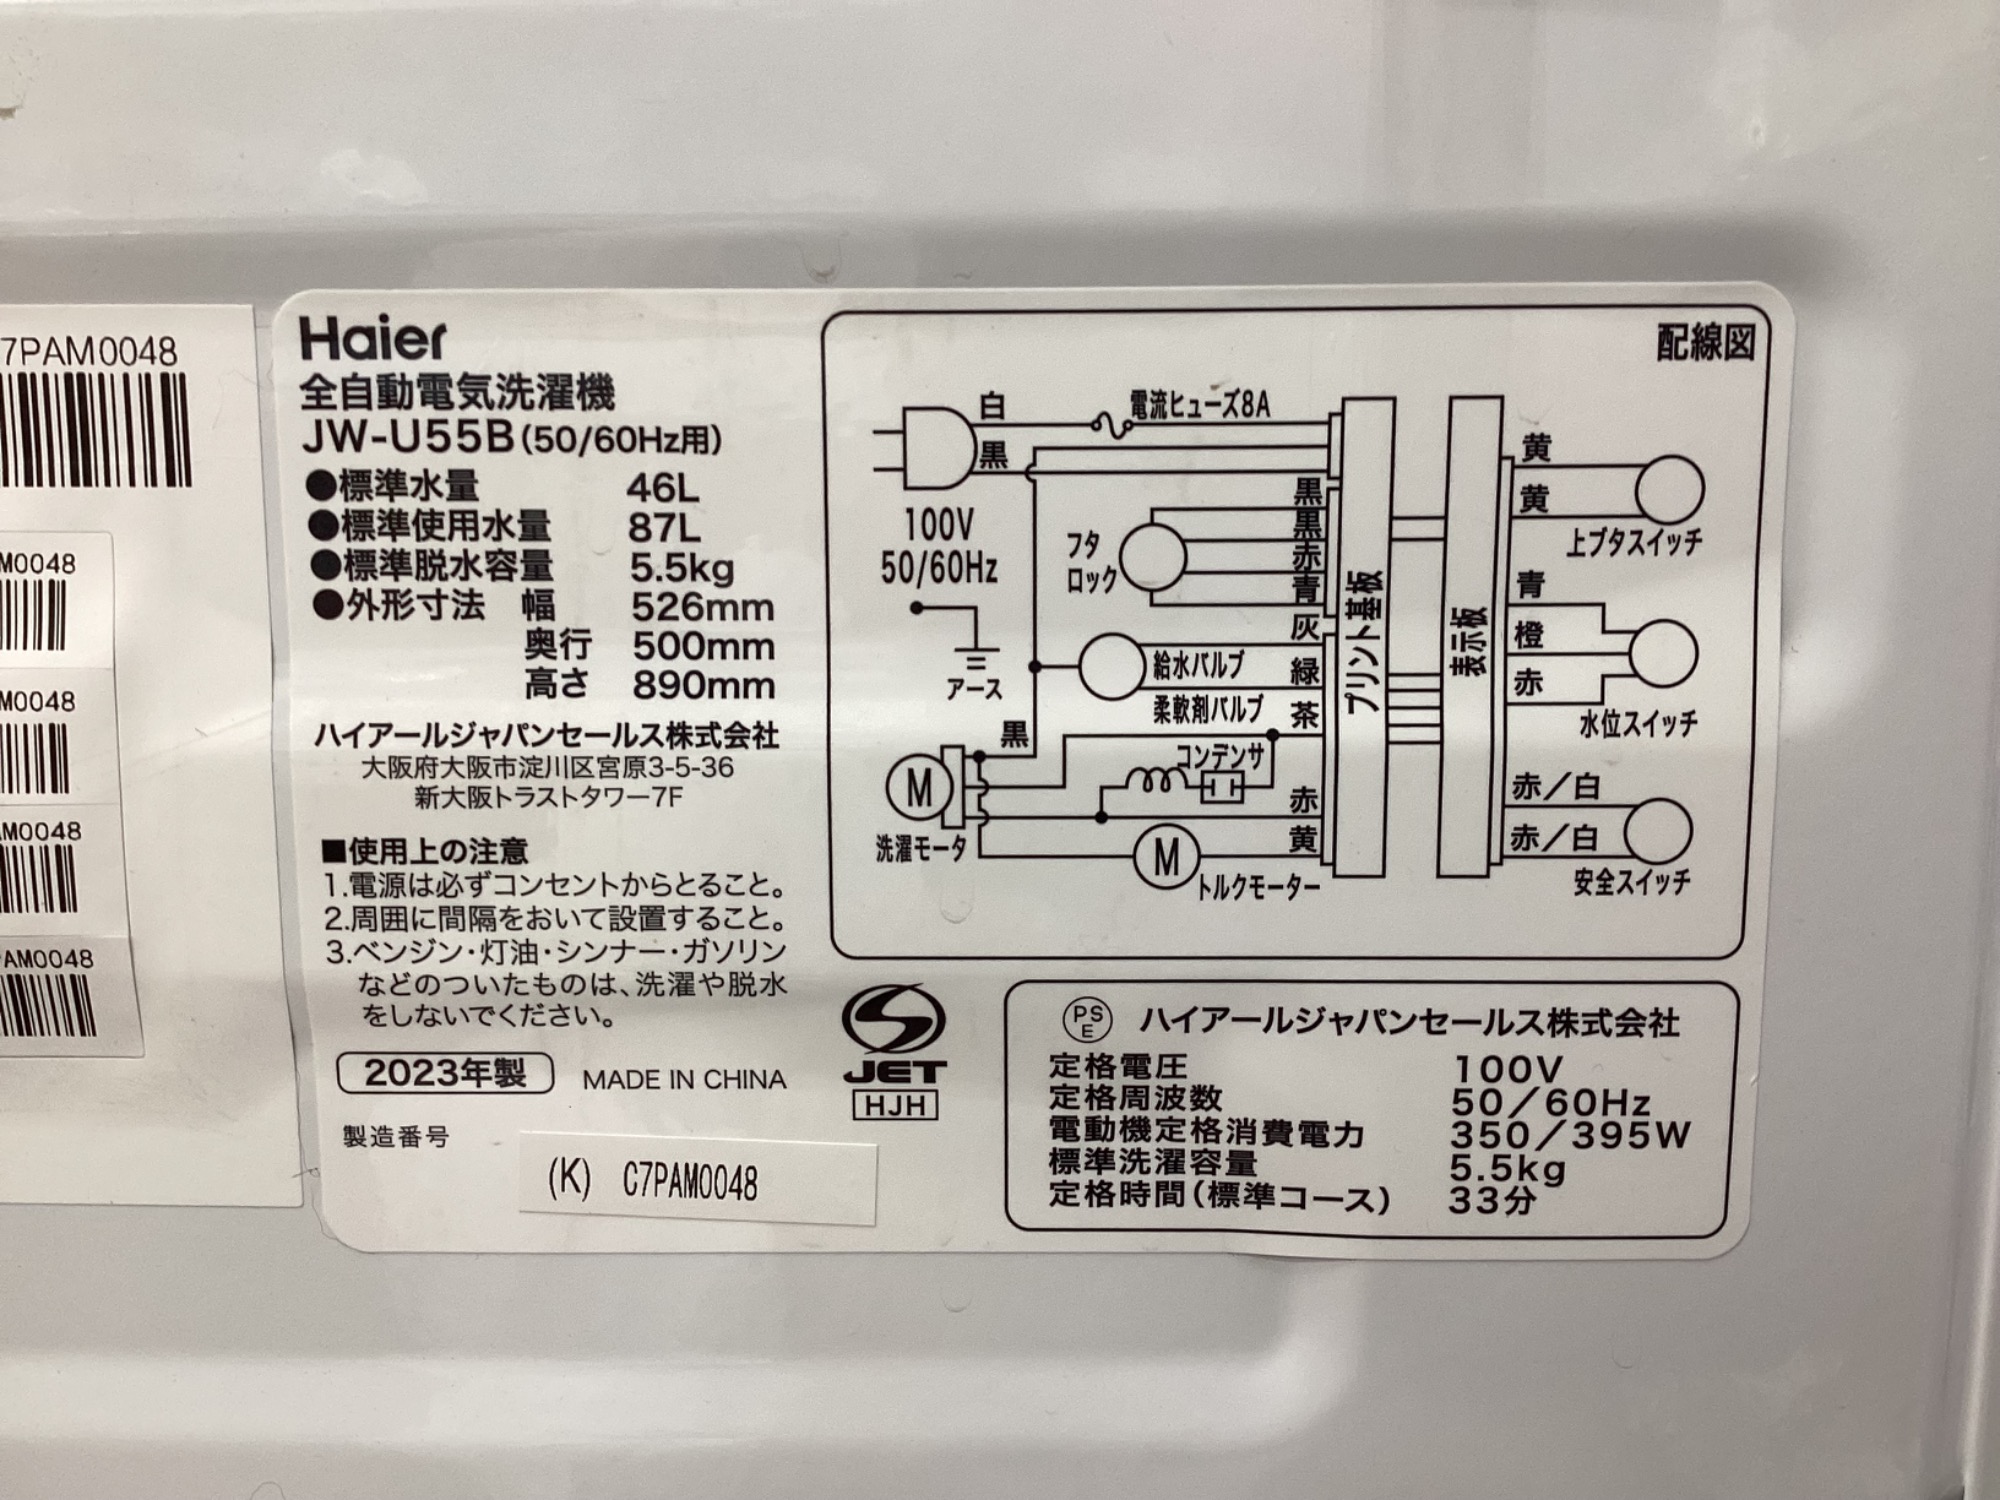 7PAM0048
M0048
M0048
AM0048
PAM0048
Haier
全自動電気洗濯機
JW-U55B(50/60Hz用)
●標準水量 46L
●標準使用水量 87L
●標準脱水容量 5.5kg
●外形寸法 幅 526mm
奥行 500mm
高さ 890mm
ハイアールジャパンセールス株式会社
大阪府大阪市淀川区宮原3-5-36
新大阪トラストタワー7F
■使用上の注意
1.電源は必ずコンセントからとること。
2.周囲に間隔をおいて設置すること。
3.ベンジン・灯油・シンナー・ガソリン
などのついたものは、洗濯や脱水
をしないでください。
2023年製 MADE IN CHINA
製造番号
(K) C7PAM0048
JET
HJH
配線図
白
電流ヒューズ8A
黒
100V
50/60Hz
アース
フタ
ロック
黒
黒
赤
青
灰
給水バルブ
緑
柔軟剤バルブ
茶
黒
コンデンサ
M
洗濯モータ
赤
黄
M
トルクモーター
プリント基板
表示板
黄
黄
上ブタスイッチ
青
橙
赤
水位スイッチ
赤/白
赤/白
安全スイッチ
PS
E
ハイアールジャパンセールス株式会社
定格電圧 100V
定格周波数 50/60Hz
電動機定格消費電力 350/395W
標準洗濯容量 5.5kg
定格時間(標準コース) 33分